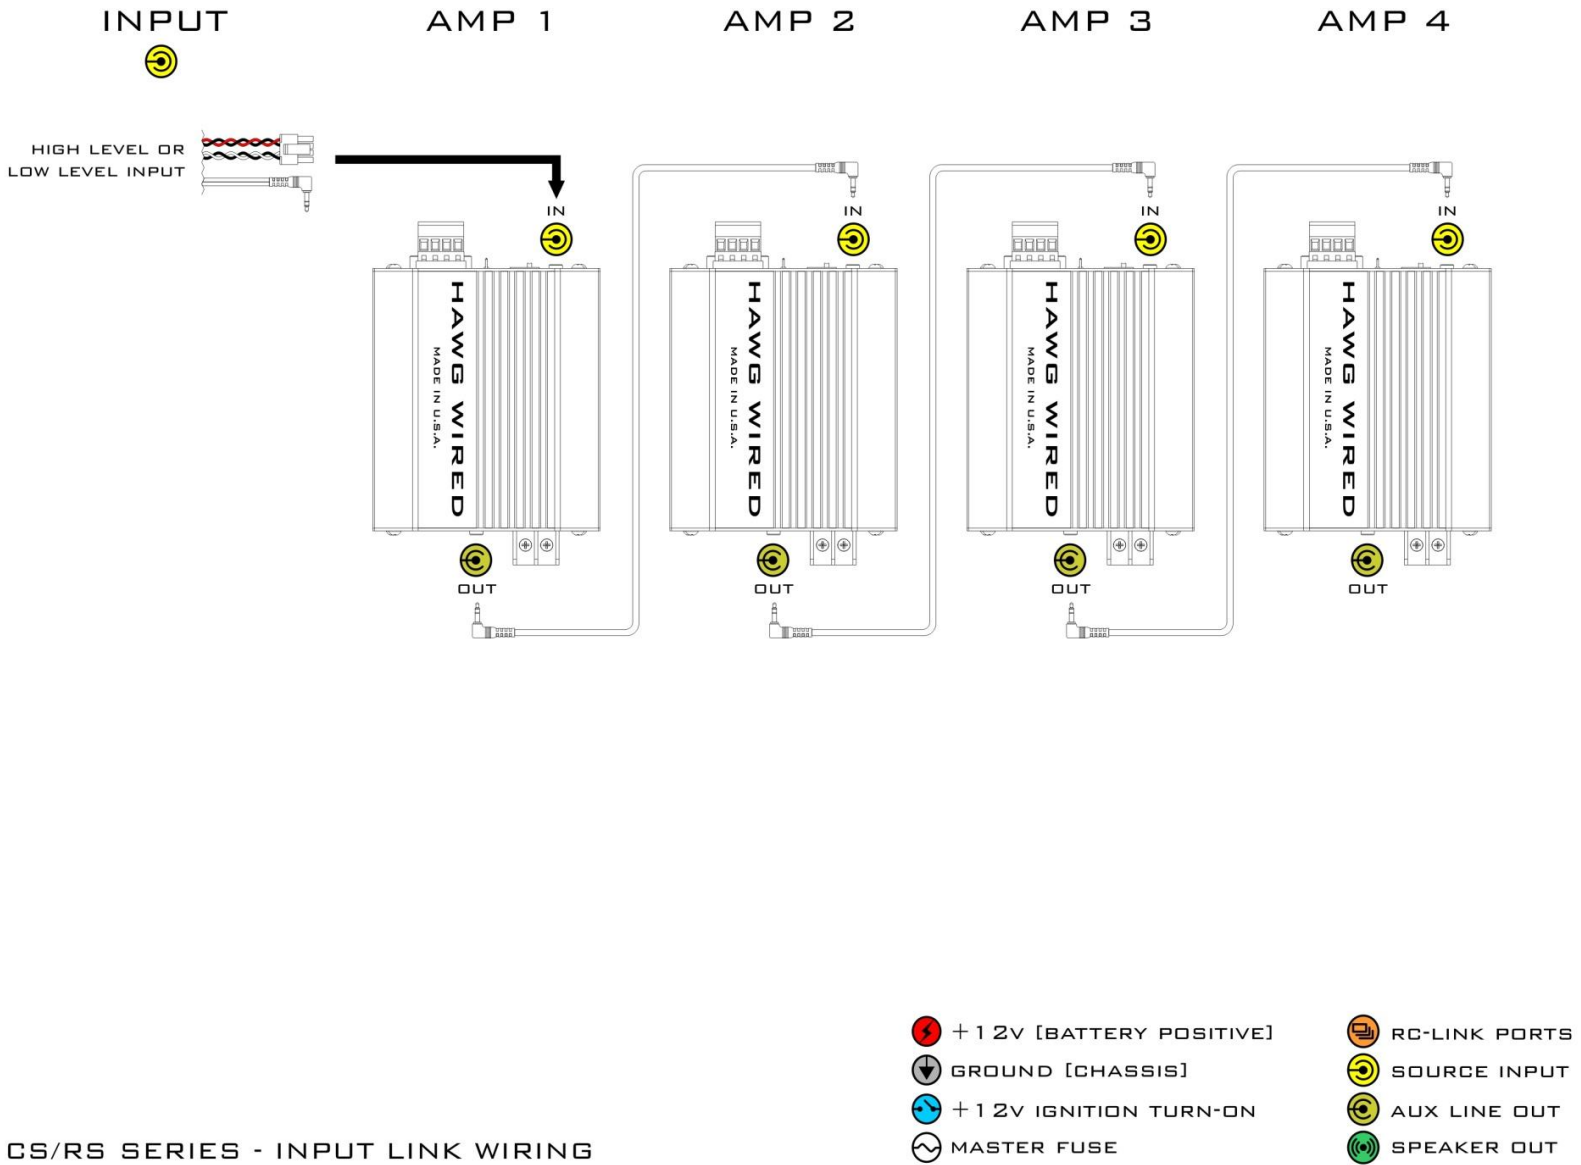 INPUT
AMP 1
AMP 2
AMP 3
AMP 4
HIGH LEVEL OR
LOW LEVEL INPUT
IN
IN
IN
IN
HAWG WIRED
MADE IN U.S.A.
HAWG WIRED
MADE IN U.S.A.
HAWG WIRED
MADE IN U.S.A.
HAWG WIRED
MADE IN U.S.A.
OUT
OUT
OUT
OUT
+12V [BATTERY POSITIVE]
GROUND [CHASSIS]
+12V IGNITION TURN-ON
MASTER FUSE
RC-LINK PORTS
SOURCE INPUT
AUX LINE OUT
SPEAKER OUT
CS/RS SERIES - INPUT LINK WIRING